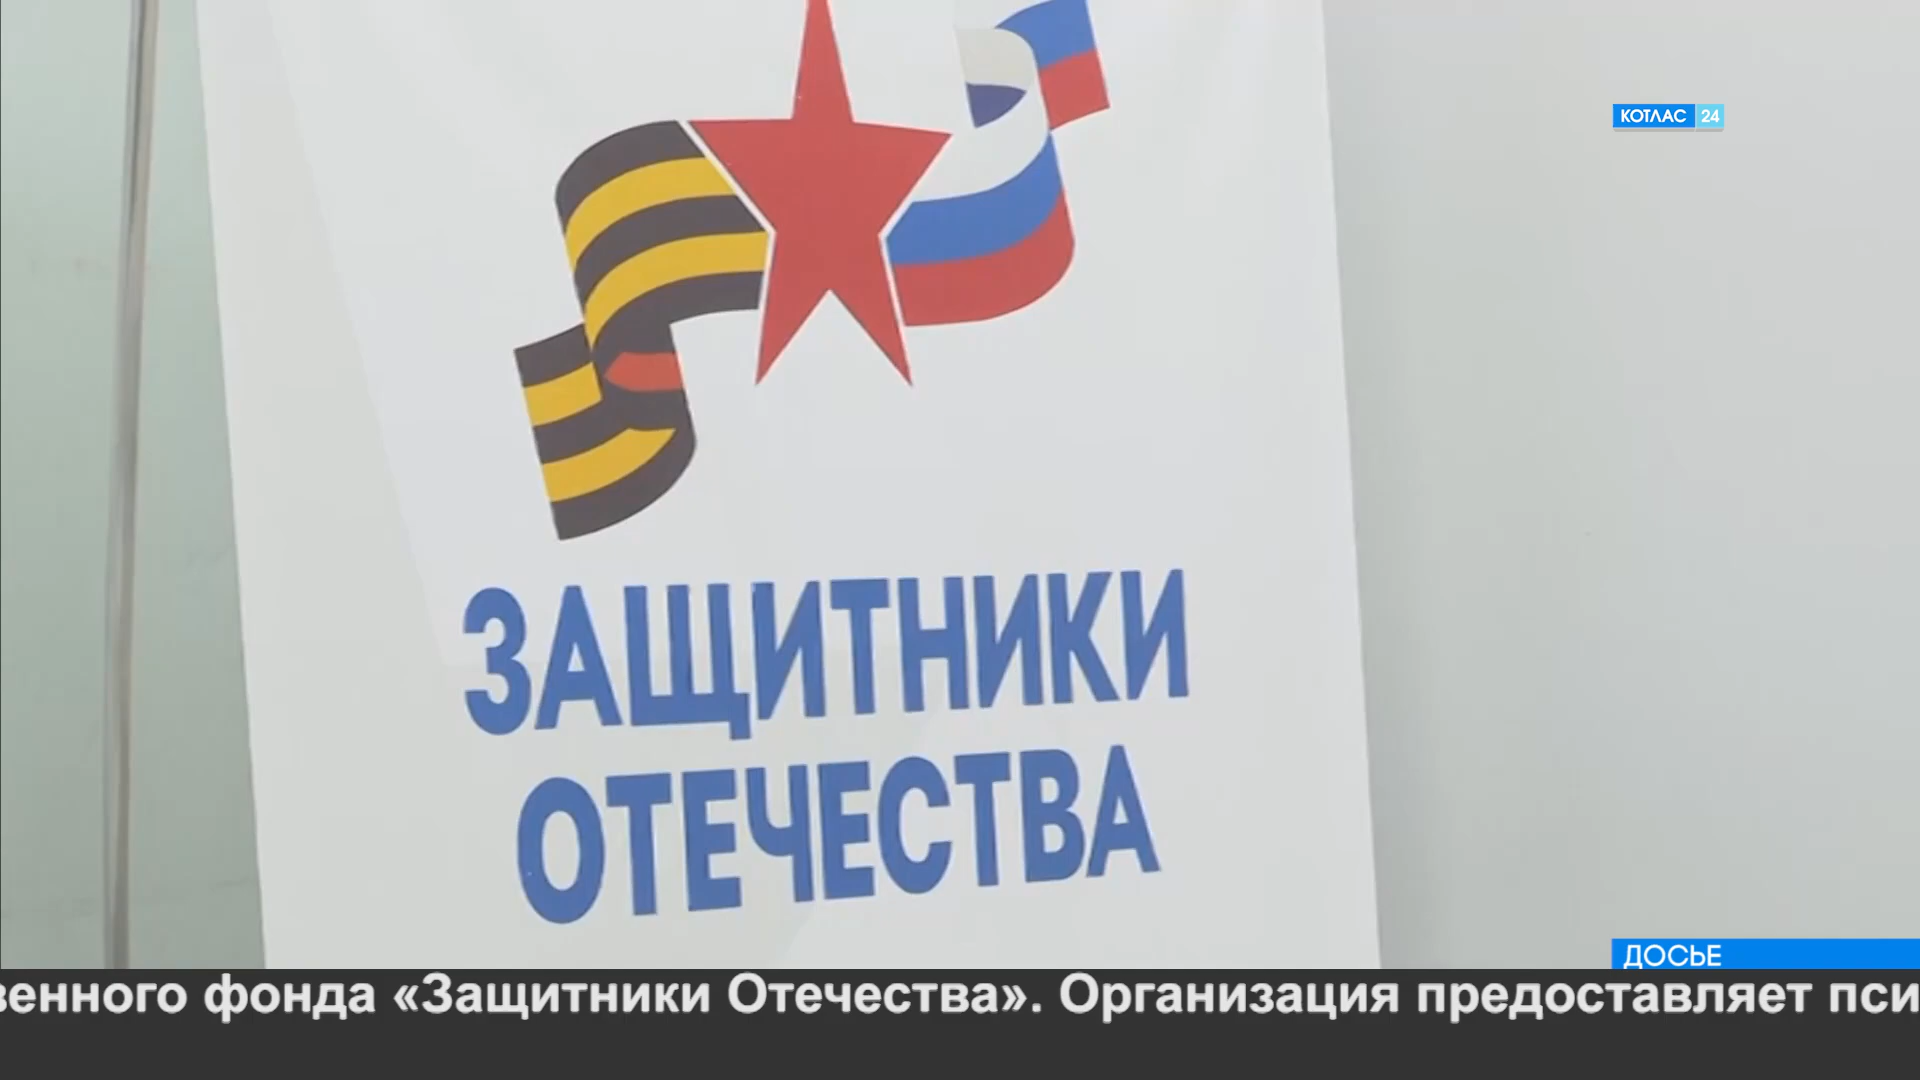 КОТЛАС 24
ЗАЩИТНИКИ
ОТЕЧЕСТВА
ДОСЬЕ
венного фонда «Защитники Отечества». Организация предоставляет пси